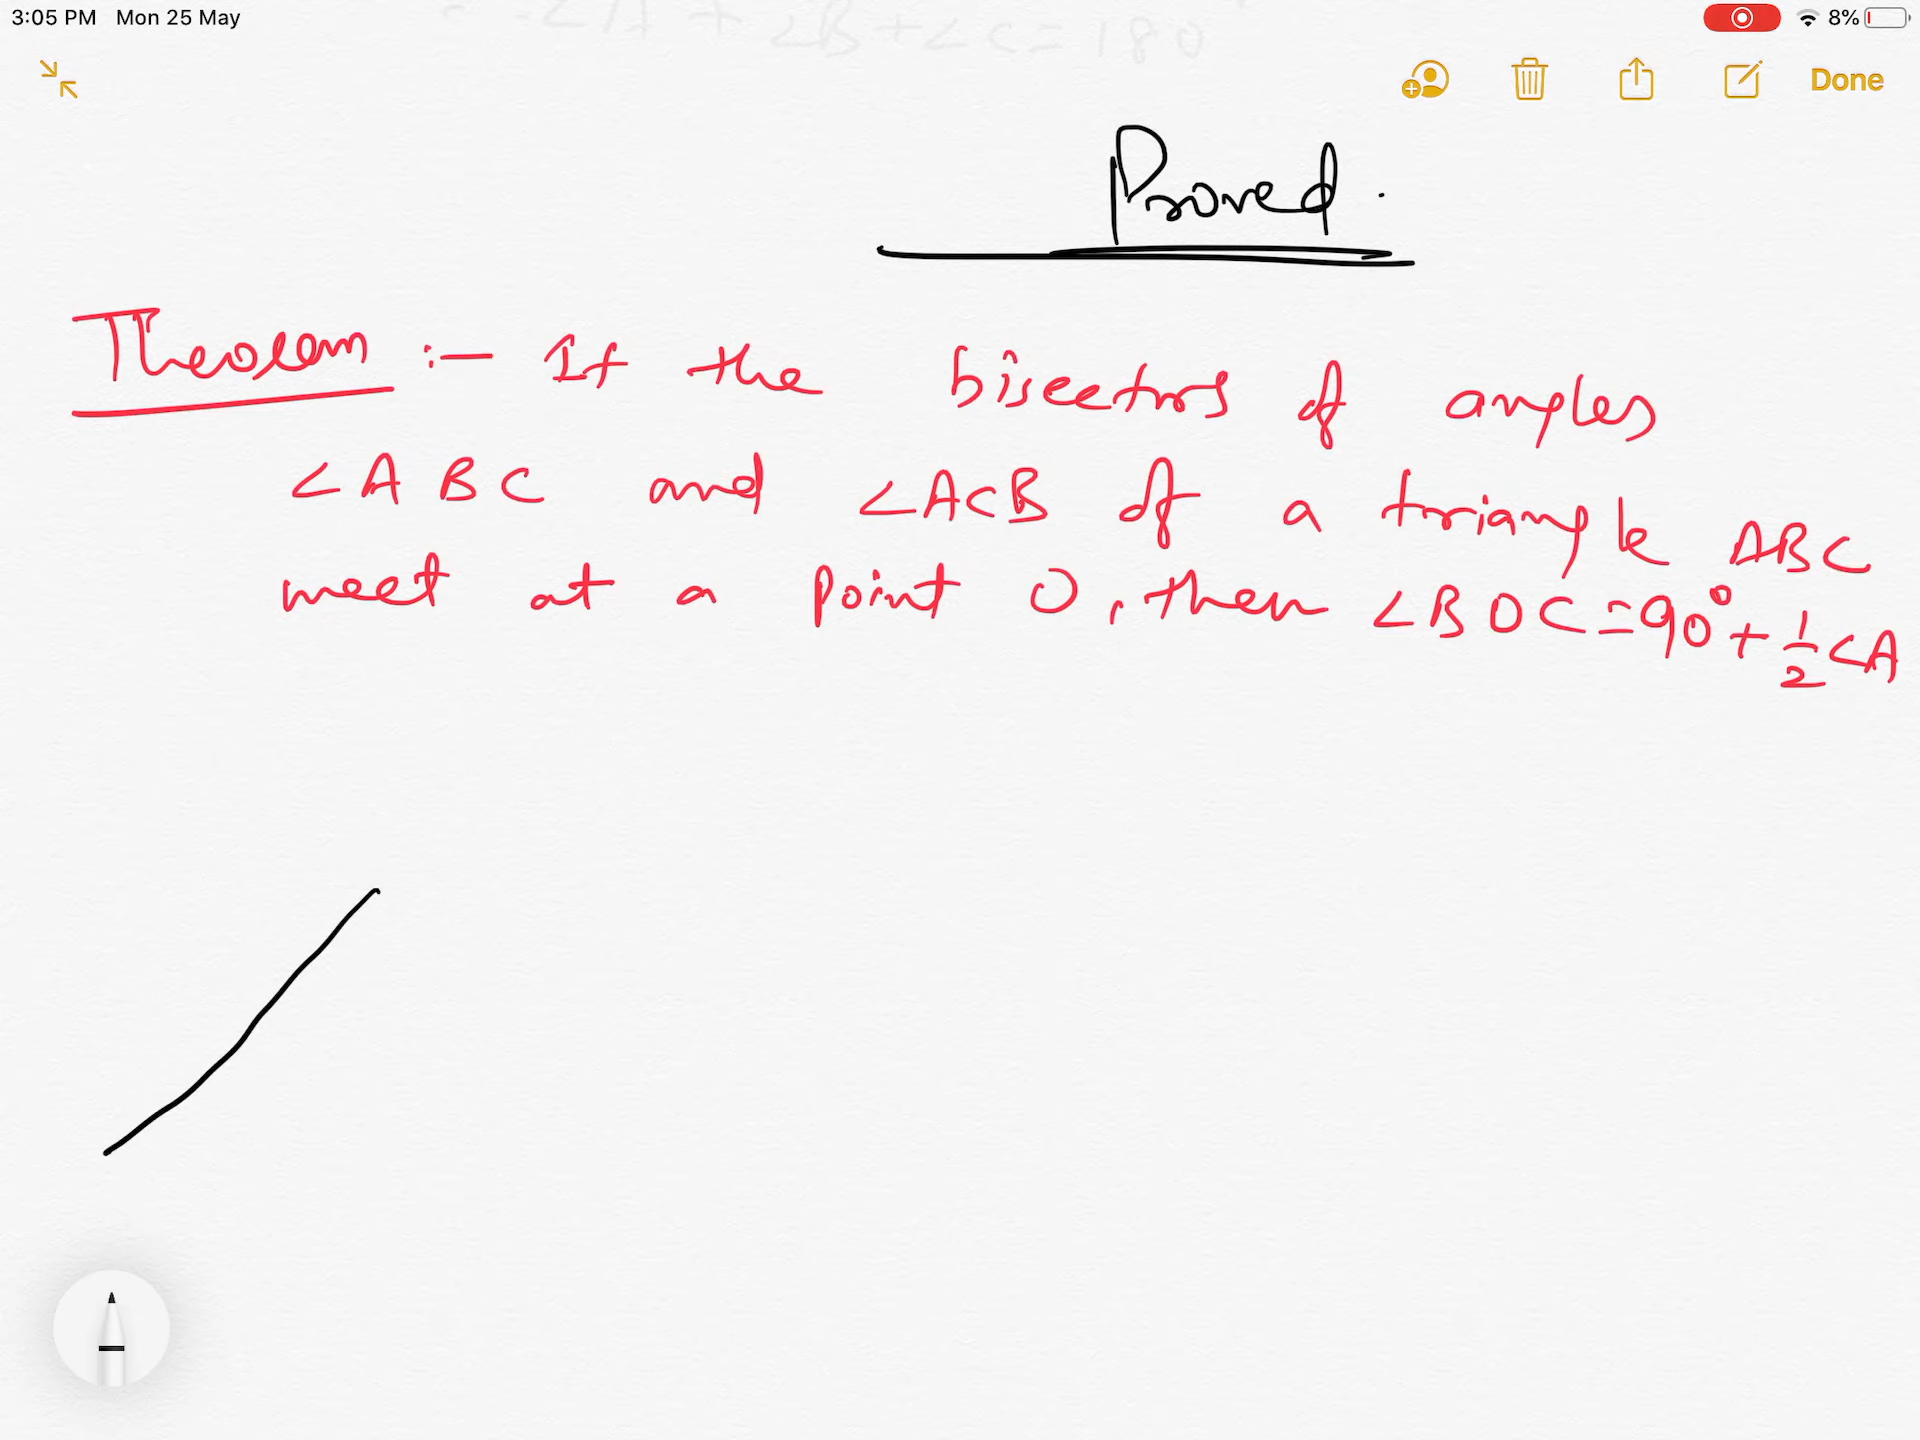 3:05 PM Mon 25 May
8%
∠A + ∠B + ∠C = 180°
Done
Proved.
Theorem :- If the bisectors of angles
∠ABC and ∠ACB of a triangle ABC
meet at a point O, then ∠BOC = 90° + 1/2 ∠A